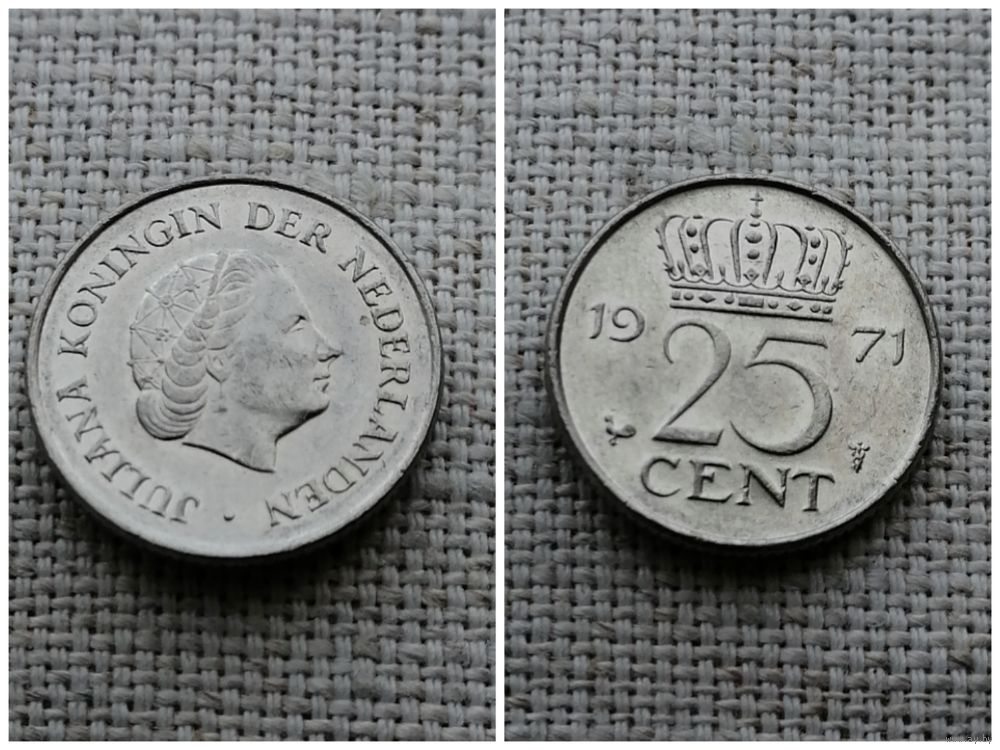 JULIANA KONINGIN DER NEDERLANDEN ·
19 71
25
CENT